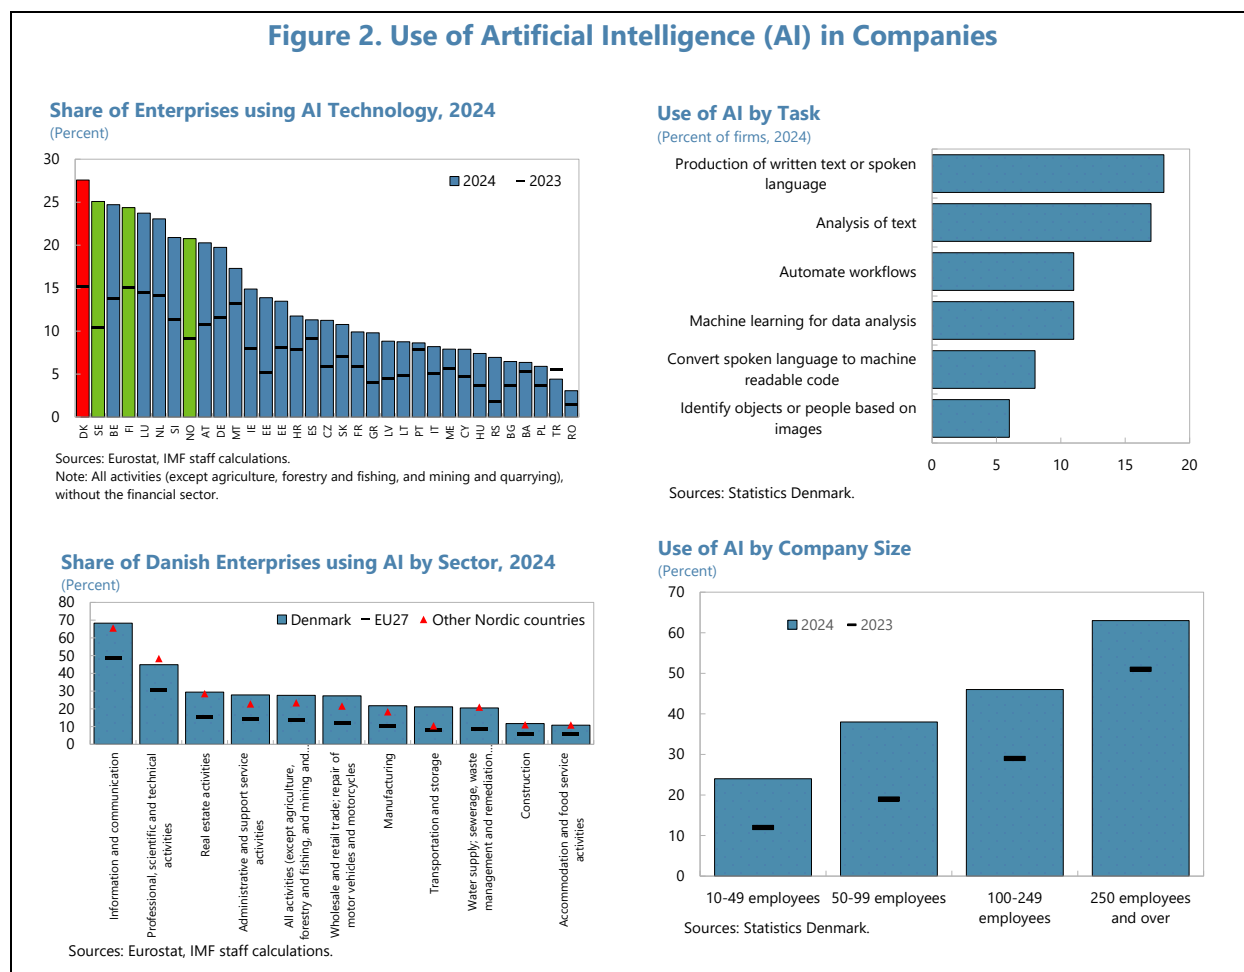 Figure 2. Use of Artificial Intelligence (AI) in Companies
Share of Enterprises using AI Technology, 2024
(Percent)
30
25
20
15
10
5
0
2024
2023
DK
SE
BE
FI
LU
NL
SI
NO
AT
DE
MT
IE
EE
EE
HR
ES
CZ
SK
FR
GR
LV
LT
PT
IT
ME
CY
HU
RS
BG
BA
PL
TR
RO
Sources: Eurostat, IMF staff calculations.
Note: All activities (except agriculture, forestry and fishing, and mining and quarrying),
without the financial sector.
Use of AI by Task
(Percent of firms, 2024)
Production of written text or spoken
language
Analysis of text
Automate workflows
Machine learning for data analysis
Convert spoken language to machine
readable code
Identify objects or people based on
images
0
5
10
15
20
Sources: Statistics Denmark.
Share of Danish Enterprises using AI by Sector, 2024
(Percent)
80
70
60
50
40
30
20
10
0
Denmark
EU27
Other Nordic countries
Information and communication
Professional, scientific and technical
activities
Real estate activities
Administrative and support service
activities
All activities (except agriculture,
forestry and fishing, and mining and...
Wholesale and retail trade; repair of
motor vehicles and motorcycles
Manufacturing
Transportation and storage
Water supply; sewerage, waste
management and remediation...
Construction
Accommodation and food service
activities
Sources: Eurostat, IMF staff calculations.
Use of AI by Company Size
(Percent)
70
60
50
40
30
20
10
0
2024
2023
10-49 employees
50-99 employees
100-249
employees
250 employees
and over
Sources: Statistics Denmark.